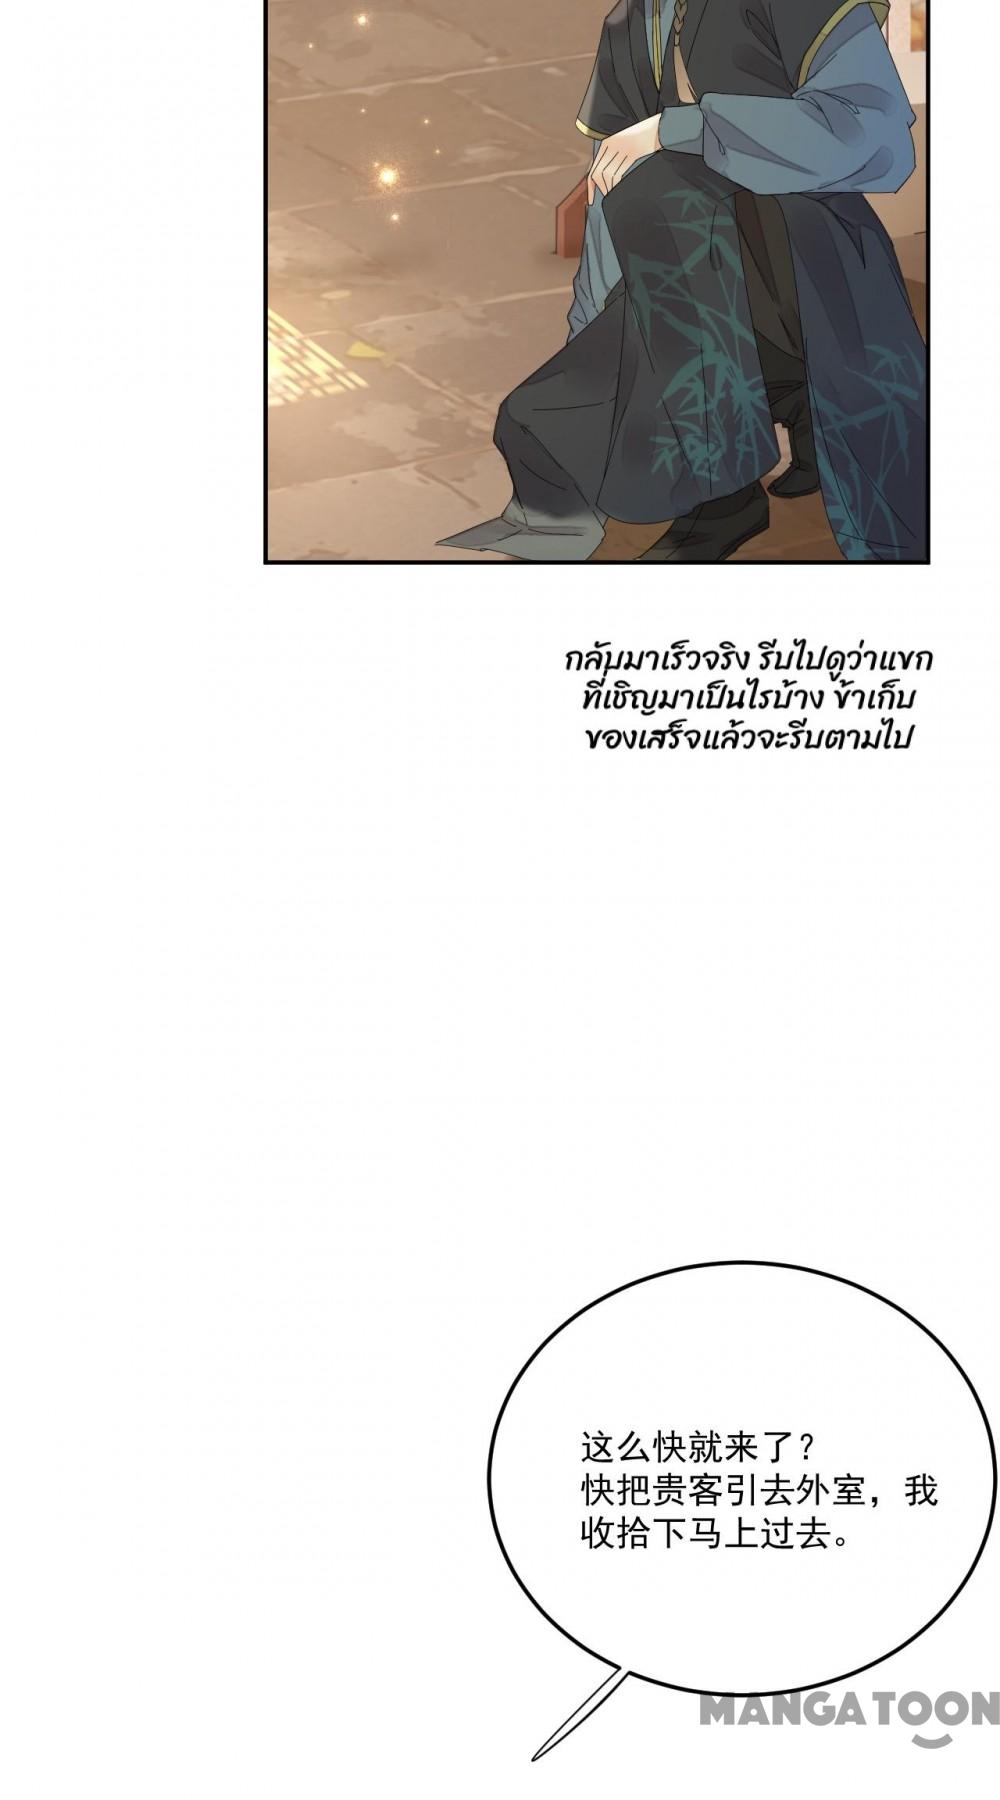 กลับมาเร็วจริง รีบไปดูว่าแขก
ที่เชิญมาเป็นไรบ้าง ข้าเก็บ
ของเสร็จแล้วจะรีบตามไป
这么快就来了？
快把贵客引去外室，我
收拾下马上过去。
MANGATOON